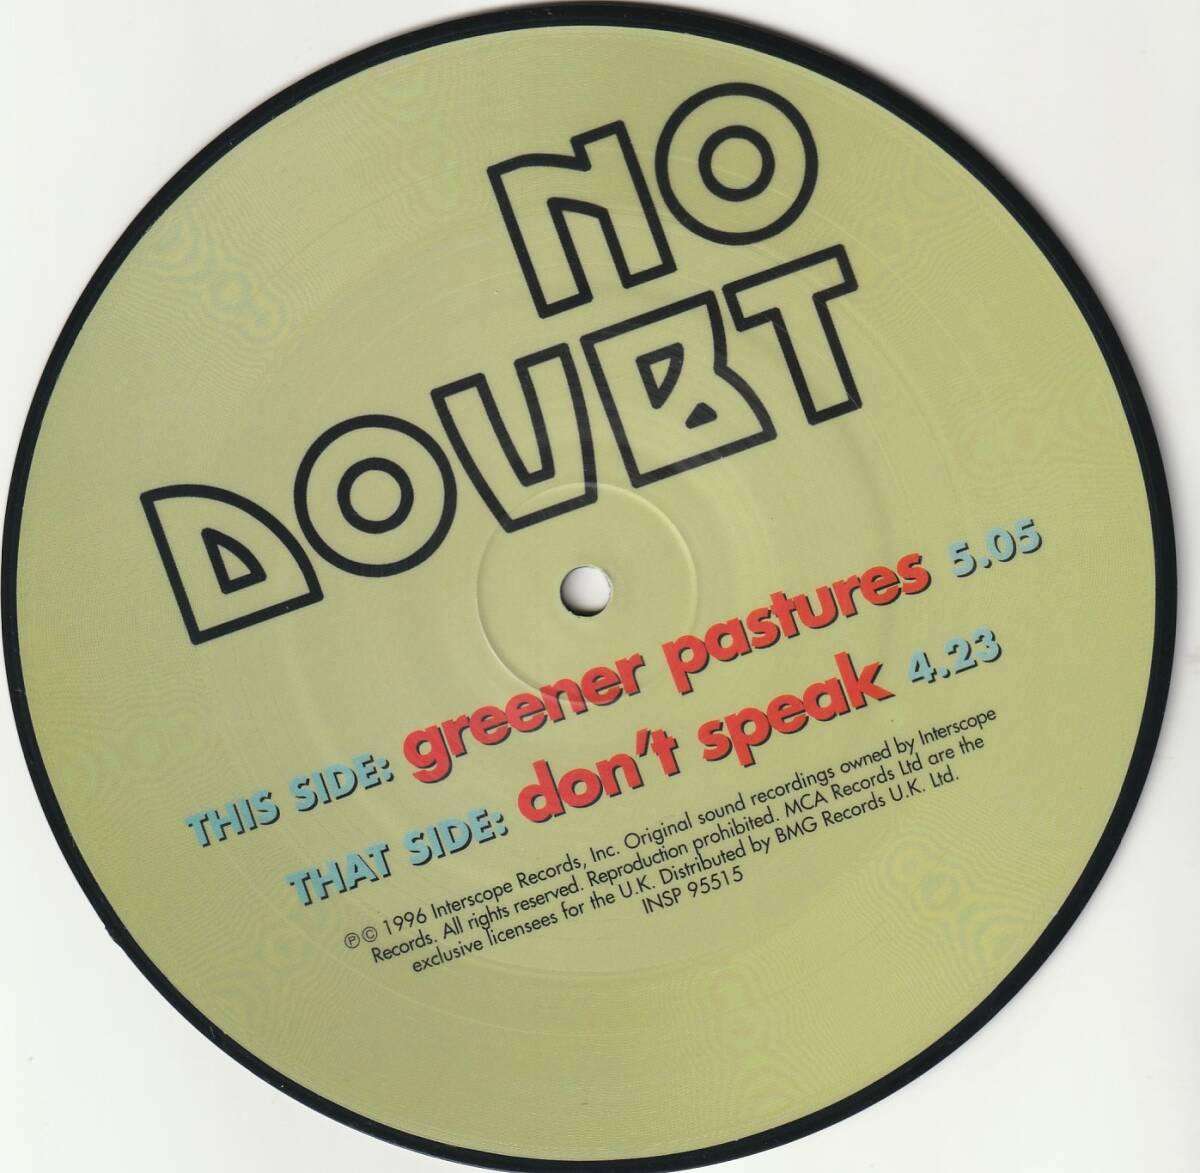 NO
DOUBT
THIS SIDE: greener pastures 5.05
THAT SIDE: don't speak 4.23
℗© 1996 Interscope Records, Inc. Original sound recordings owned by Interscope
Records. All rights reserved. Reproduction prohibited. MCA Records Ltd are the
exclusive licensees for the U.K. Distributed by BMG Records U.K. Ltd.
INSP 95515